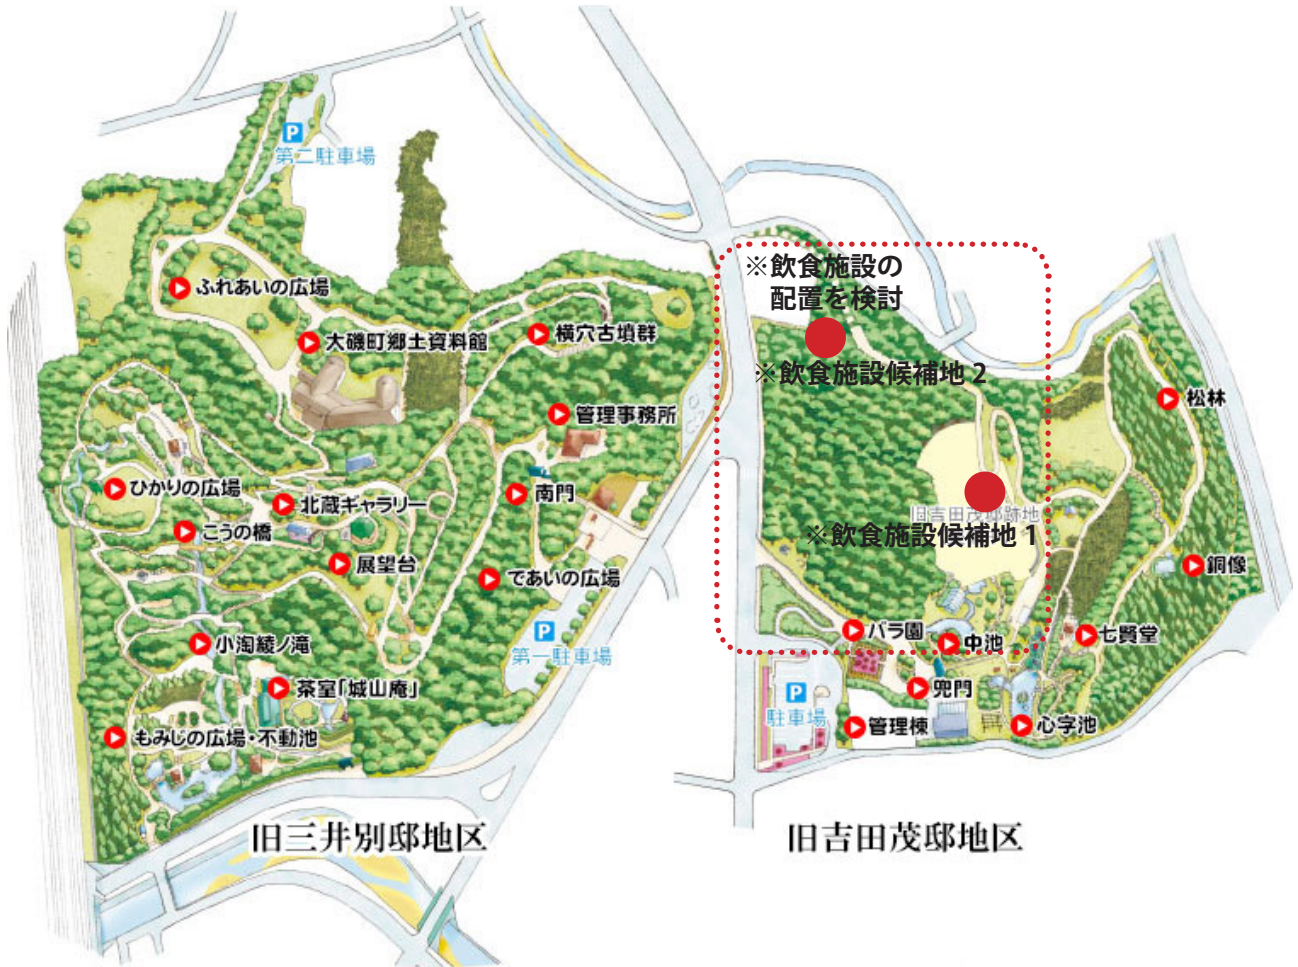 P
第二駐車場
ふれあいの広場
大磯町郷土資料館
横穴古墳群
管理事務所
ひかりの広場
北蔵ギャラリー
南門
こうの橋
展望台
であいの広場
P
第一駐車場
小淘綾ノ滝
茶室「城山庵」
もみじの広場・不動池
旧三井別邸地区
※飲食施設の
配置を検討
※飲食施設候補地 2
松林
旧吉田茂邸跡地
※飲食施設候補地 1
銅像
バラ園
中池
七賢堂
P
駐車場
兜門
管理棟
心字池
旧吉田茂邸地区